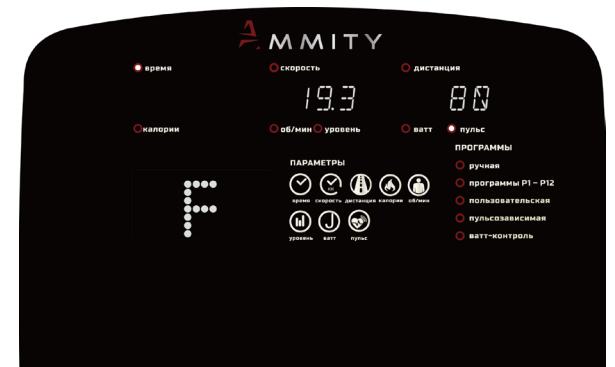 AMMITY
время скорость дистанция
19.3 80
калории об/мин уровень ватт пульс
ПРОГРАММЫ
ПАРАМЕТРЫ
ручная
программы P1 – P12
пользовательская
пульсозависимая
ватт-контроль
время скорость дистанция калории об/мин
уровень ватт пульс
F